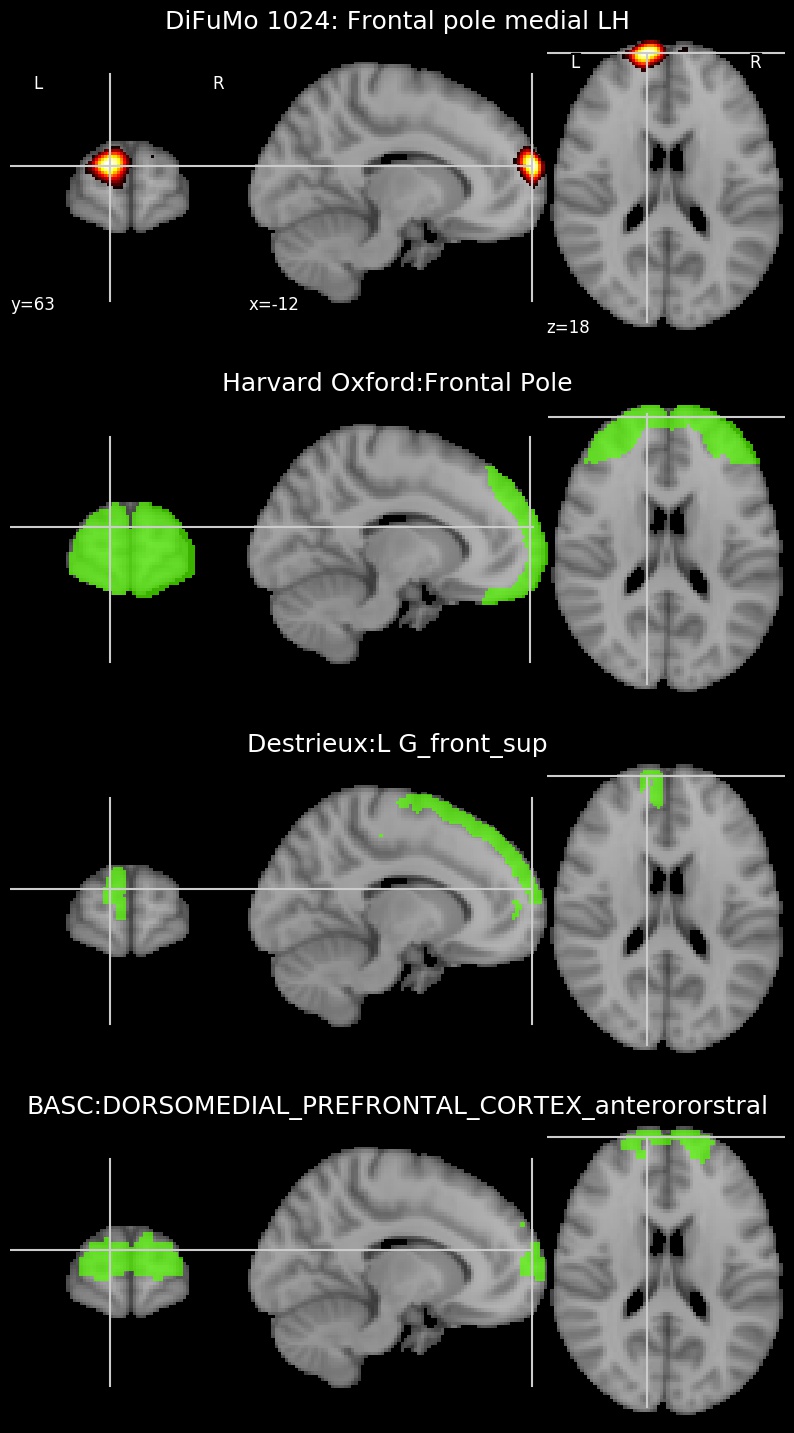 DiFuMo 1024: Frontal pole medial LH
L R L R
y=63 x=-12 z=18
Harvard Oxford:Frontal Pole
Destrieux:L G_front_sup
BASC:DORSOMEDIAL_PREFRONTAL_CORTEX_anterororstral